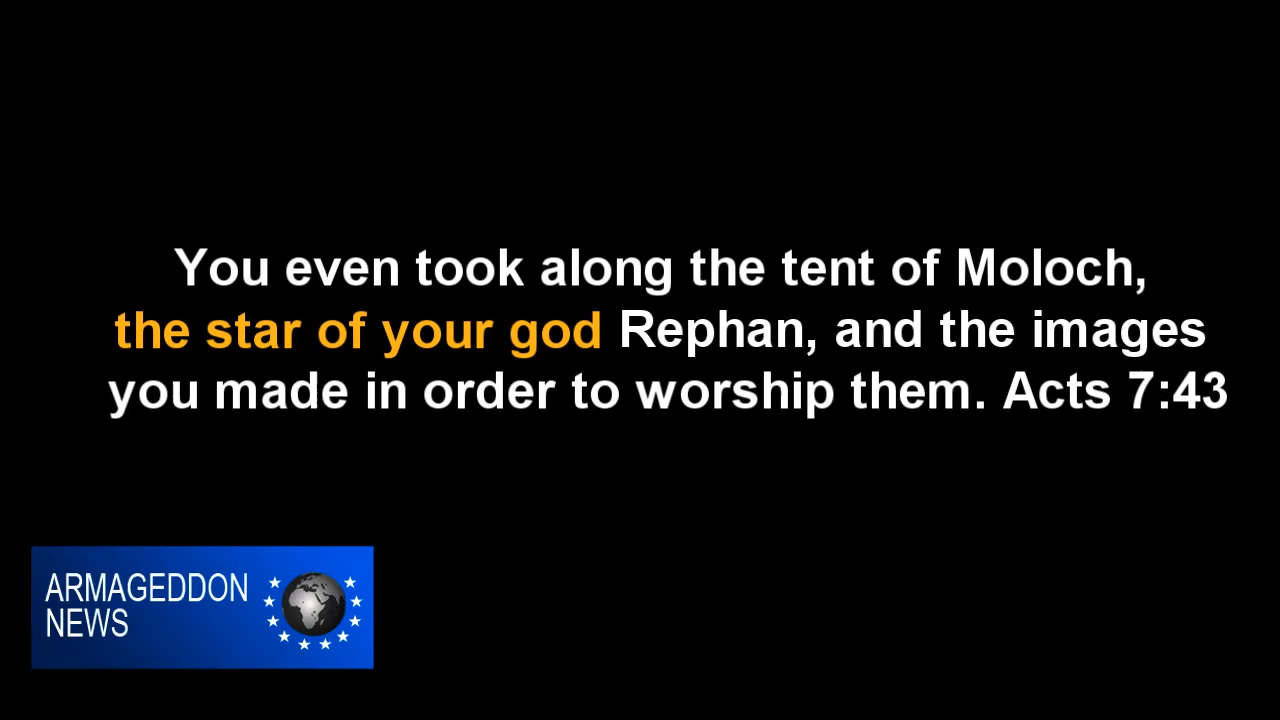 You even took along the tent of Moloch,
the star of your god Rephan, and the images
you made in order to worship them. Acts 7:43
ARMAGEDDON
NEWS